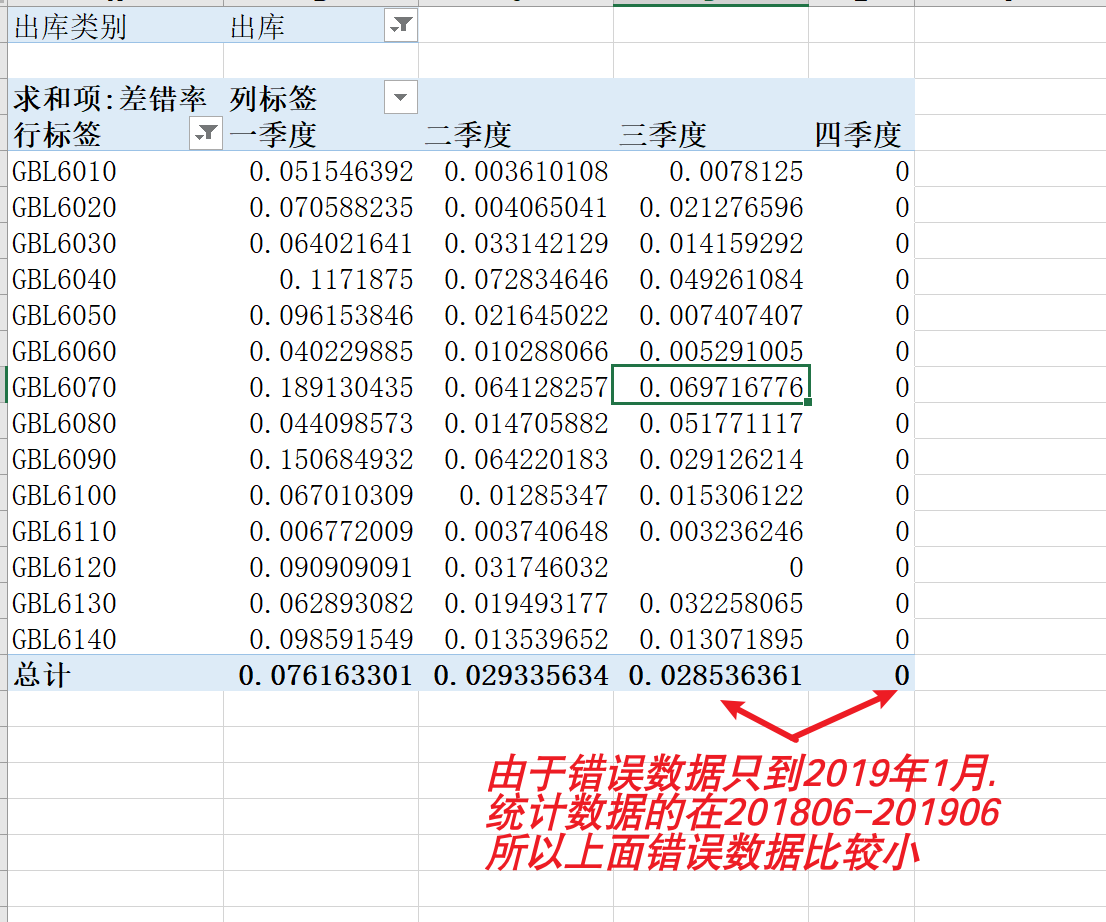 出库类别 出库
求和项:差错率 列标签
行标签 一季度 二季度 三季度 四季度
GBL6010 0.051546392 0.003610108 0.0078125 0
GBL6020 0.070588235 0.004065041 0.021276596 0
GBL6030 0.064021641 0.033142129 0.014159292 0
GBL6040 0.1171875 0.072834646 0.049261084 0
GBL6050 0.096153846 0.021645022 0.007407407 0
GBL6060 0.040229885 0.010288066 0.005291005 0
GBL6070 0.189130435 0.064128257 0.069716776 0
GBL6080 0.044098573 0.014705882 0.051771117 0
GBL6090 0.150684932 0.064220183 0.029126214 0
GBL6100 0.067010309 0.01285347 0.015306122 0
GBL6110 0.006772009 0.003740648 0.003236246 0
GBL6120 0.090909091 0.031746032 0 0
GBL6130 0.062893082 0.019493177 0.032258065 0
GBL6140 0.098591549 0.013539652 0.013071895 0
总计 0.076163301 0.029335634 0.028536361 0
由于错误数据只到2019年1月.
统计数据的在201806-201906
所以上面错误数据比较小